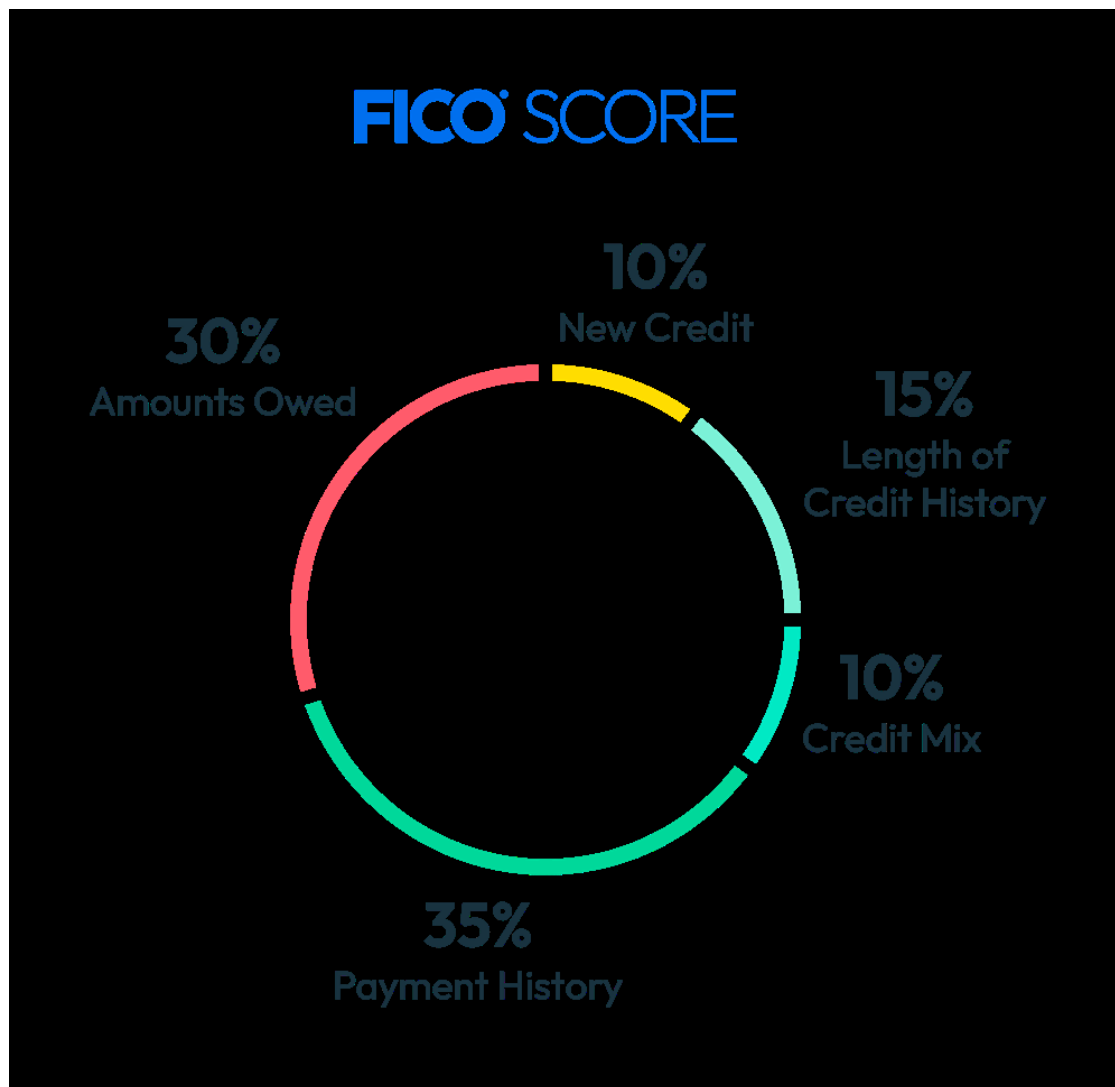 FICO® SCORE
10%
New Credit
30%
Amounts Owed
15%
Length of
Credit History
10%
Credit Mix
35%
Payment History